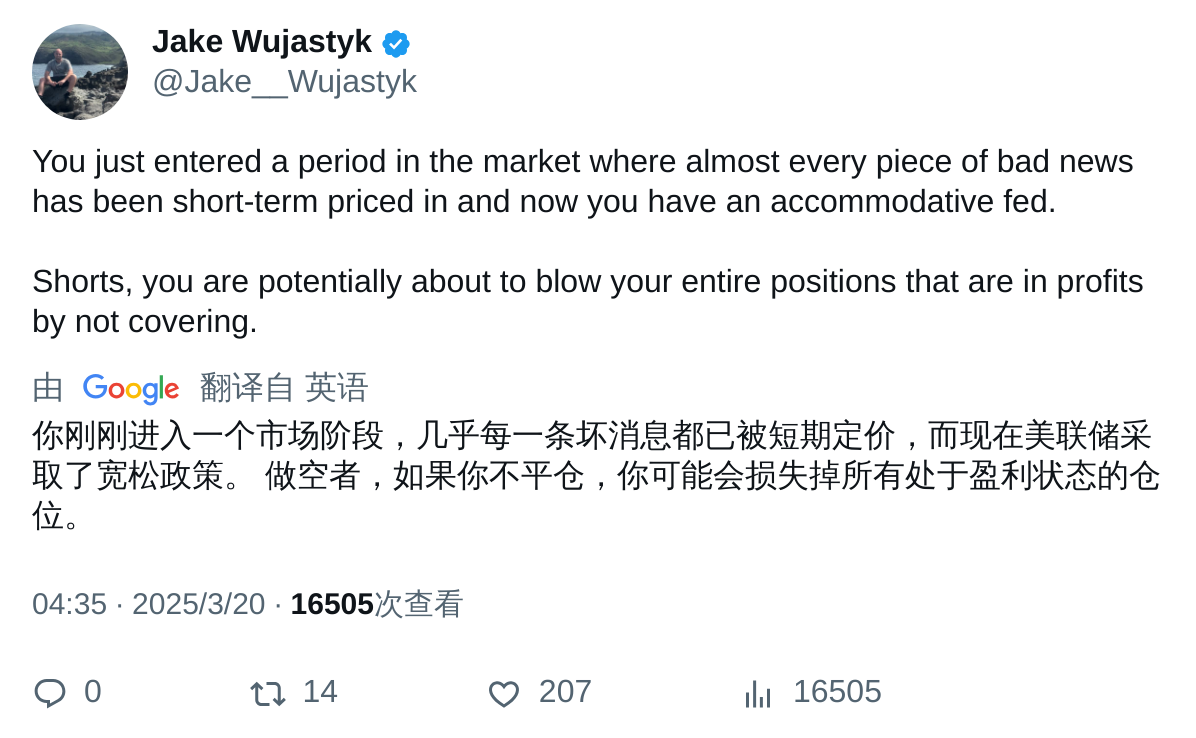 Jake Wujastyk
@Jake__Wujastyk
You just entered a period in the market where almost every piece of bad news
has been short-term priced in and now you have an accommodative fed.
Shorts, you are potentially about to blow your entire positions that are in profits
by not covering.
由 Google 翻译自 英语
你刚刚进入一个市场阶段，几乎每一条坏消息都已被短期定价，而现在美联储采
取了宽松政策。 做空者，如果你不平仓，你可能会损失掉所有处于盈利状态的仓
位。
04:35 · 2025/3/20 · 16505次查看
0 14 207 16505